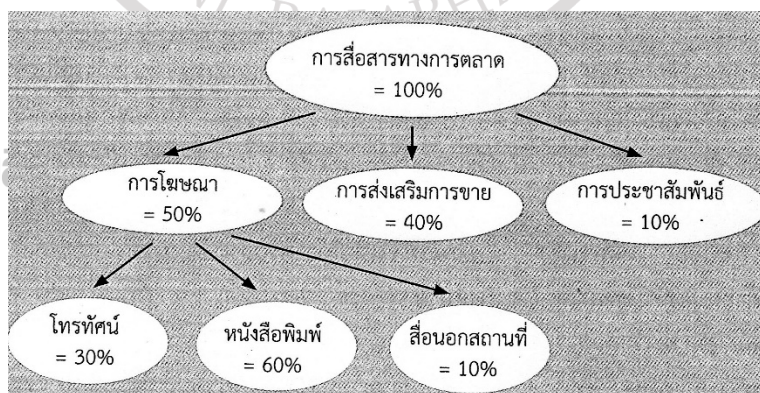 การสื่อสารทางการตลาด
= 100%
การโฆษณา
= 50%
การส่งเสริมการขาย
= 40%
การประชาสัมพันธ์
= 10%
โทรทัศน์
= 30%
หนังสือพิมพ์
= 60%
สื่อนอกสถานที่
= 10%